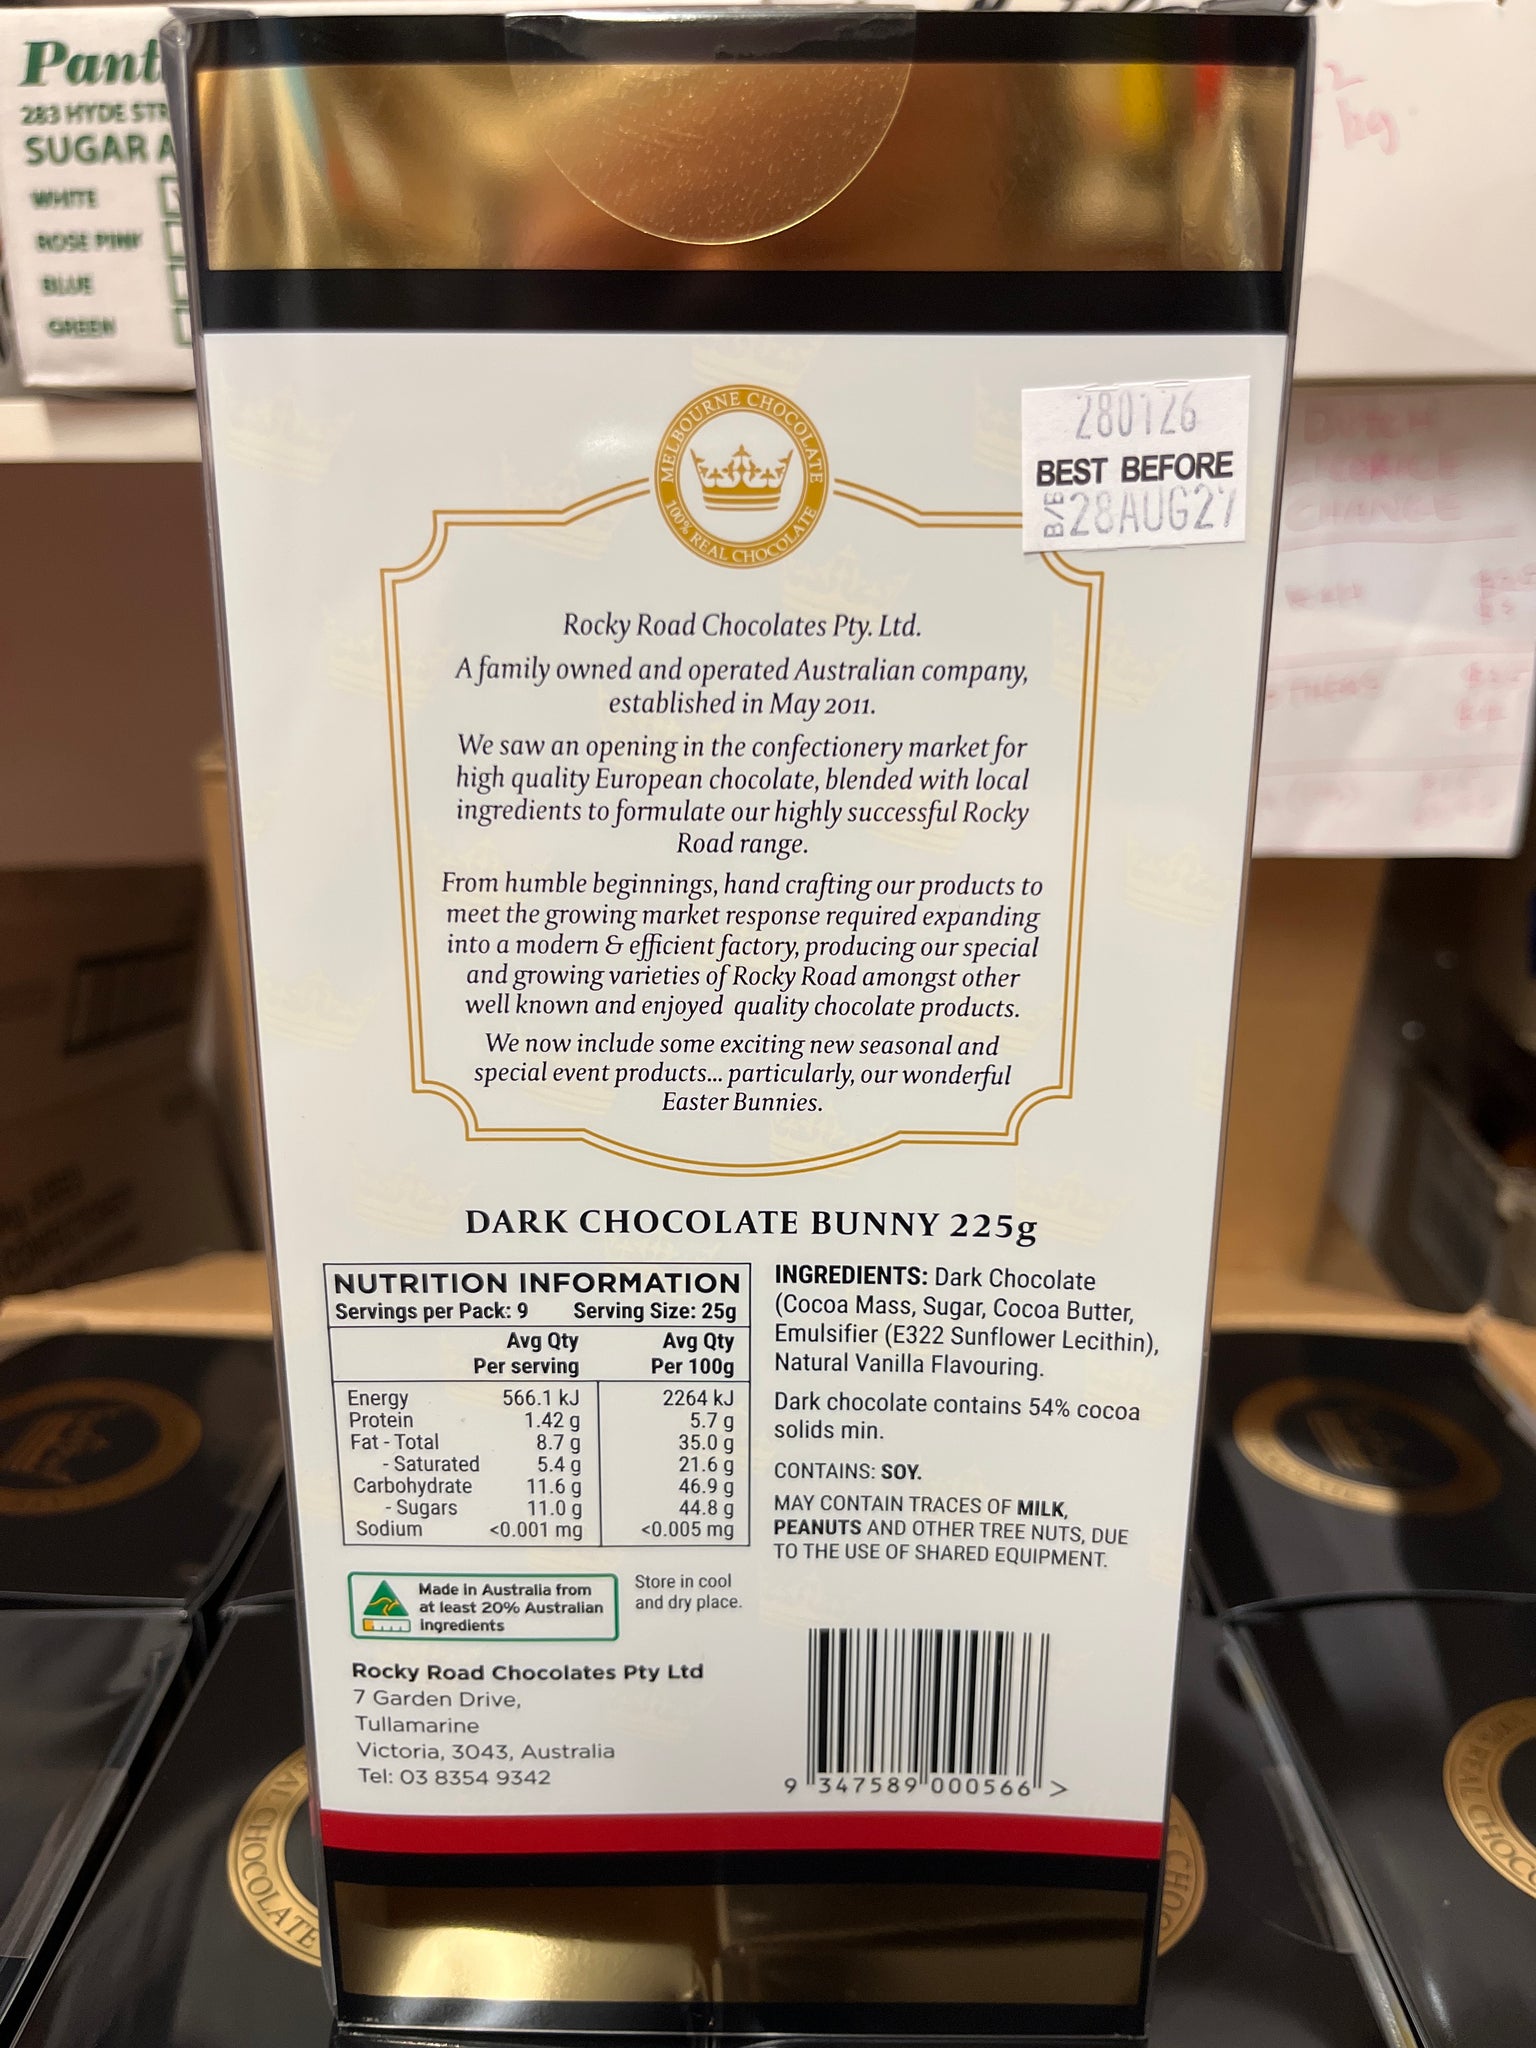 Pant
283 HYDE STR
SUGAR A
WHITE
ROSE PINK
BLUE
GREEN
2
kg
MELBOURNE CHOCOLATE
100% REAL CHOCOLATE
280126
BEST BEFORE
B/B 28AUG27
Rocky Road Chocolates Pty. Ltd.
A family owned and operated Australian company,
established in May 2011.
We saw an opening in the confectionery market for
high quality European chocolate, blended with local
ingredients to formulate our highly successful Rocky
Road range.
From humble beginnings, hand crafting our products to
meet the growing market response required expanding
into a modern & efficient factory, producing our special
and growing varieties of Rocky Road amongst other
well known and enjoyed quality chocolate products.
We now include some exciting new seasonal and
special event products... particularly, our wonderful
Easter Bunnies.
DARK CHOCOLATE BUNNY 225g
NUTRITION INFORMATION
Servings per Pack: 9 Serving Size: 25g
Avg Qty Avg Qty
Per serving Per 100g
Energy 566.1 kJ 2264 kJ
Protein 1.42 g 5.7 g
Fat - Total 8.7 g 35.0 g
- Saturated 5.4 g 21.6 g
Carbohydrate 11.6 g 46.9 g
- Sugars 11.0 g 44.8 g
Sodium <0.001 mg <0.005 mg
INGREDIENTS: Dark Chocolate
(Cocoa Mass, Sugar, Cocoa Butter,
Emulsifier (E322 Sunflower Lecithin),
Natural Vanilla Flavouring.
Dark chocolate contains 54% cocoa
solids min.
CONTAINS: SOY.
MAY CONTAIN TRACES OF MILK,
PEANUTS AND OTHER TREE NUTS, DUE
TO THE USE OF SHARED EQUIPMENT.
Made in Australia from
at least 20% Australian
ingredients
Store in cool
and dry place.
Rocky Road Chocolates Pty Ltd
7 Garden Drive,
Tullamarine
Victoria, 3043, Australia
Tel: 03 8354 9342
9 347589 000566 >
AL CHOCOLATE
E CHOC
REAL CHOCO